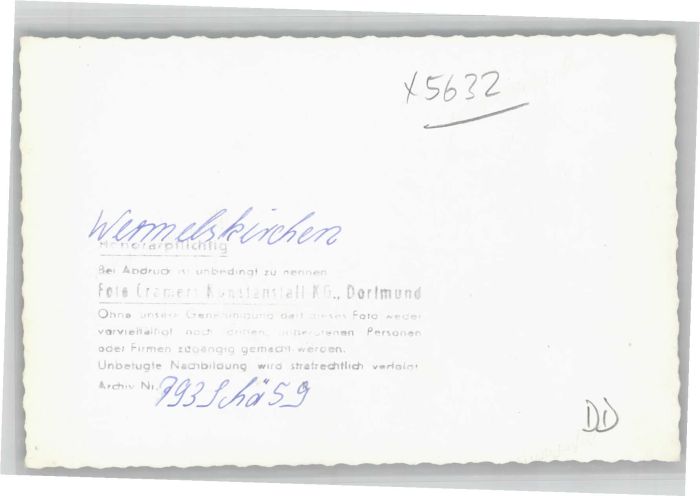 x5632
Wermelskirchen
Honorarpflichtig
Bei Abdruck ist unbedingt zu nennen
Foto Cramers Kunstanstalt KG., Dortmund
Ohne unsere Genehmigung darf dieses Foto weder
vervielfältigt noch dritten, unberufenen Personen
oder Firmen zugängig gemacht werden.
Unbefugte Nachbildung wird strafrechtlich verfolgt
Archiv Nr. 793 Schä 59
DD